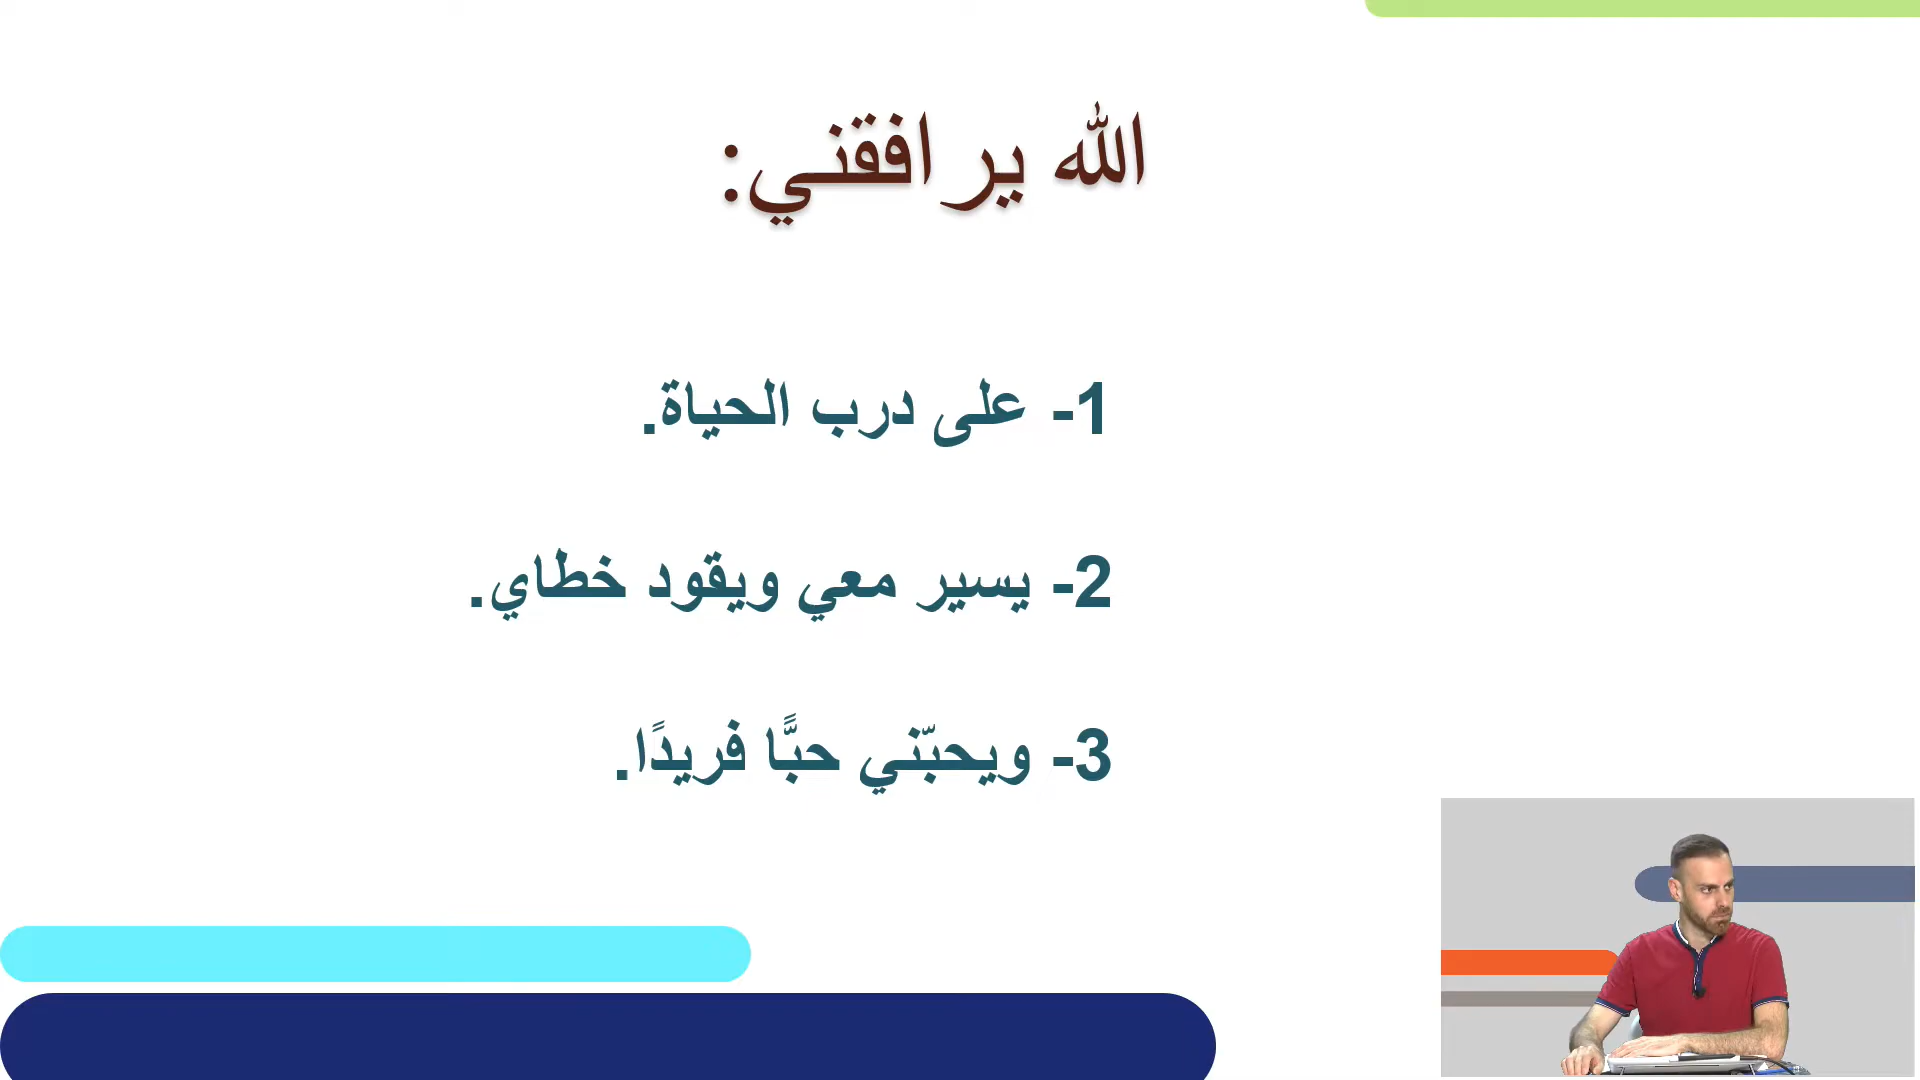 الله يرافقني:
1- على درب الحياة.
2- يسير معي ويقود خطاي.
3- ويحبّني حبًّا فريدًا.